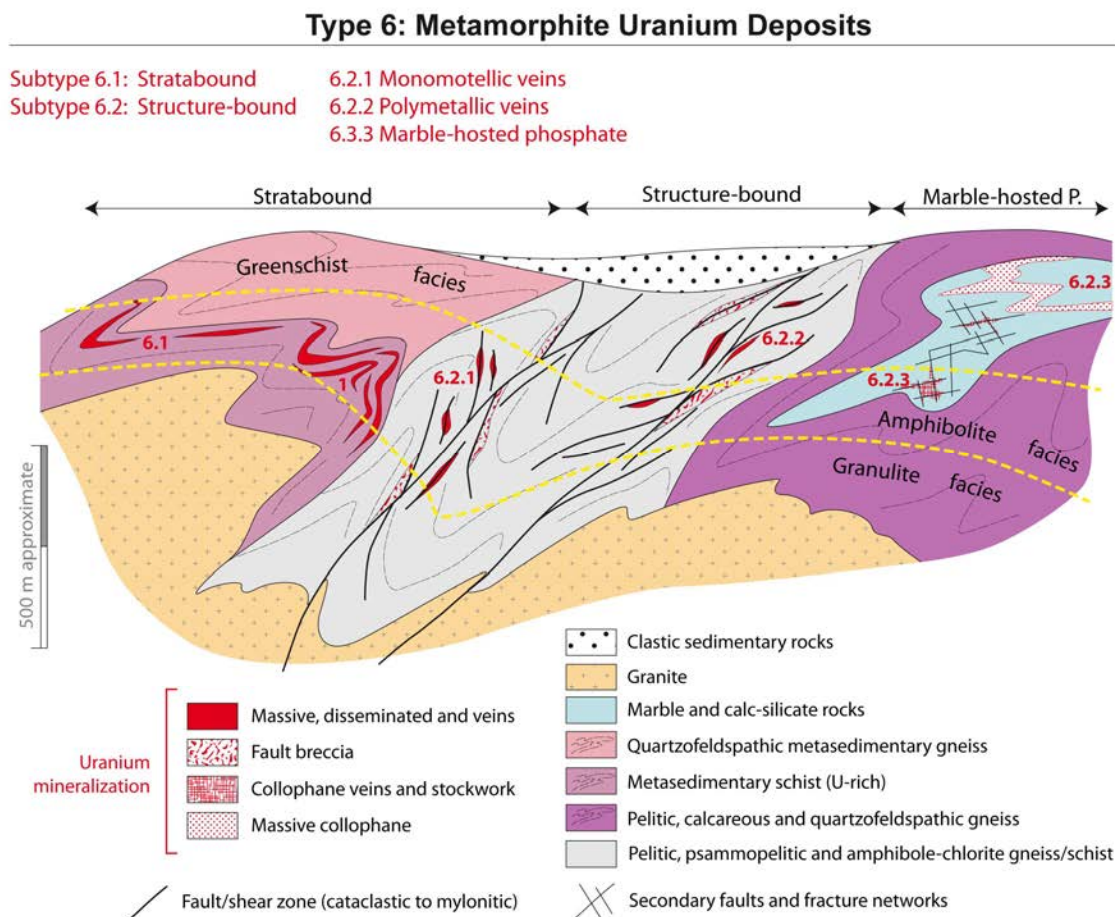 Type 6: Metamorphite Uranium Deposits
Subtype 6.1: Stratabound
6.2.1 Monomotellic veins
Subtype 6.2: Structure-bound
6.2.2 Polymetallic veins
6.3.3 Marble-hosted phosphate
Stratabound
Structure-bound
Marble-hosted P.
Greenschist facies
6.1
1
6.2.1
6.2.2
6.2.3
6.2.3
Amphibolite facies
Granulite facies
500 m approximate
Uranium
mineralization
Massive, disseminated and veins
Fault breccia
Collophane veins and stockwork
Massive collophane
Fault/shear zone (cataclastic to mylonitic)
Clastic sedimentary rocks
Granite
Marble and calc-silicate rocks
Quartzofeldspathic metasedimentary gneiss
Metasedimentary schist (U-rich)
Pelitic, calcareous and quartzofeldspathic gneiss
Pelitic, psammopelitic and amphibole-chlorite gneiss/schist
Secondary faults and fracture networks